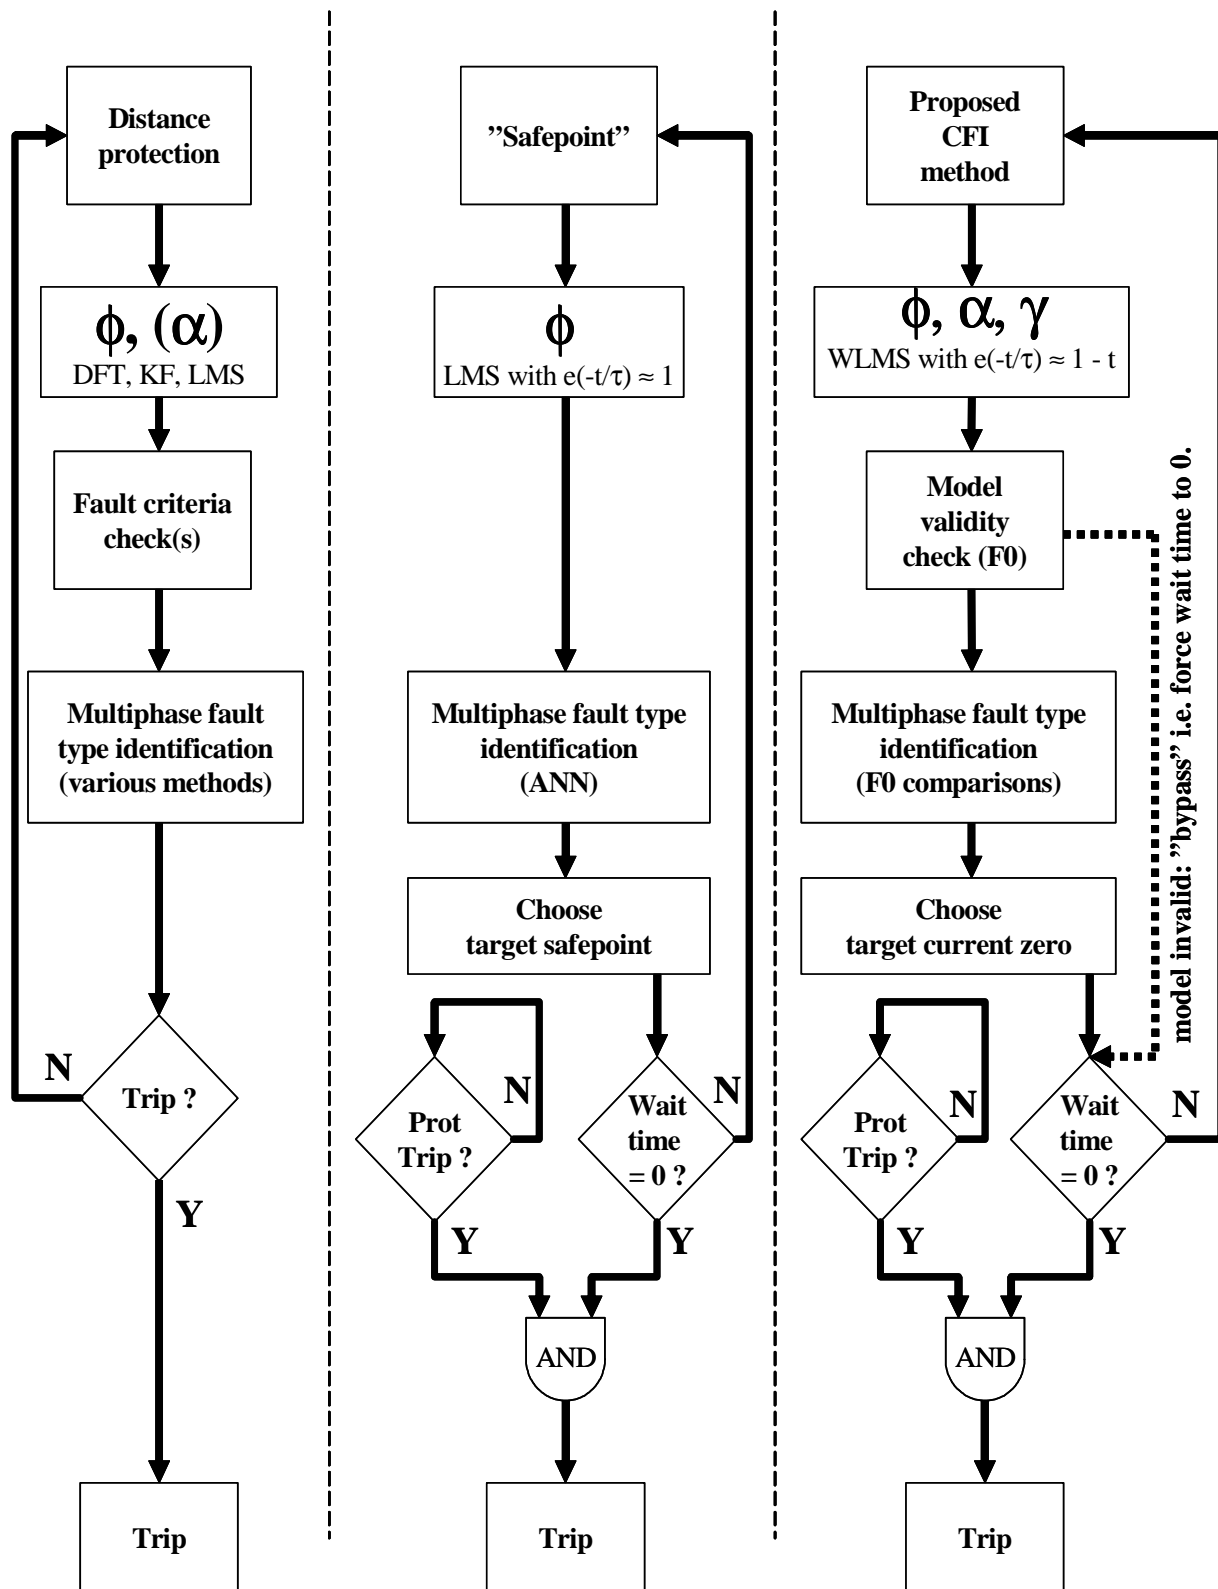 Distance
protection
ϕ, (α)
DFT, KF, LMS
Fault criteria
check(s)
Multiphase fault
type identification
(various methods)
N
Trip ?
Y
Trip
”Safepoint”
ϕ
LMS with e(-t/τ) ≈ 1
Multiphase fault type
identification
(ANN)
Choose
target safepoint
N
Prot
Trip ?
Y
Wait
time
= 0 ?
N
Y
AND
Trip
Proposed
CFI
method
ϕ, α, γ
WLMS with e(-t/τ) ≈ 1 - t
Model
validity
check (F0)
model invalid: ”bypass” i.e. force wait time to 0.
Multiphase fault type
identification
(F0 comparisons)
Choose
target current zero
N
Prot
Trip ?
Y
Wait
time
= 0 ?
N
Y
AND
Trip